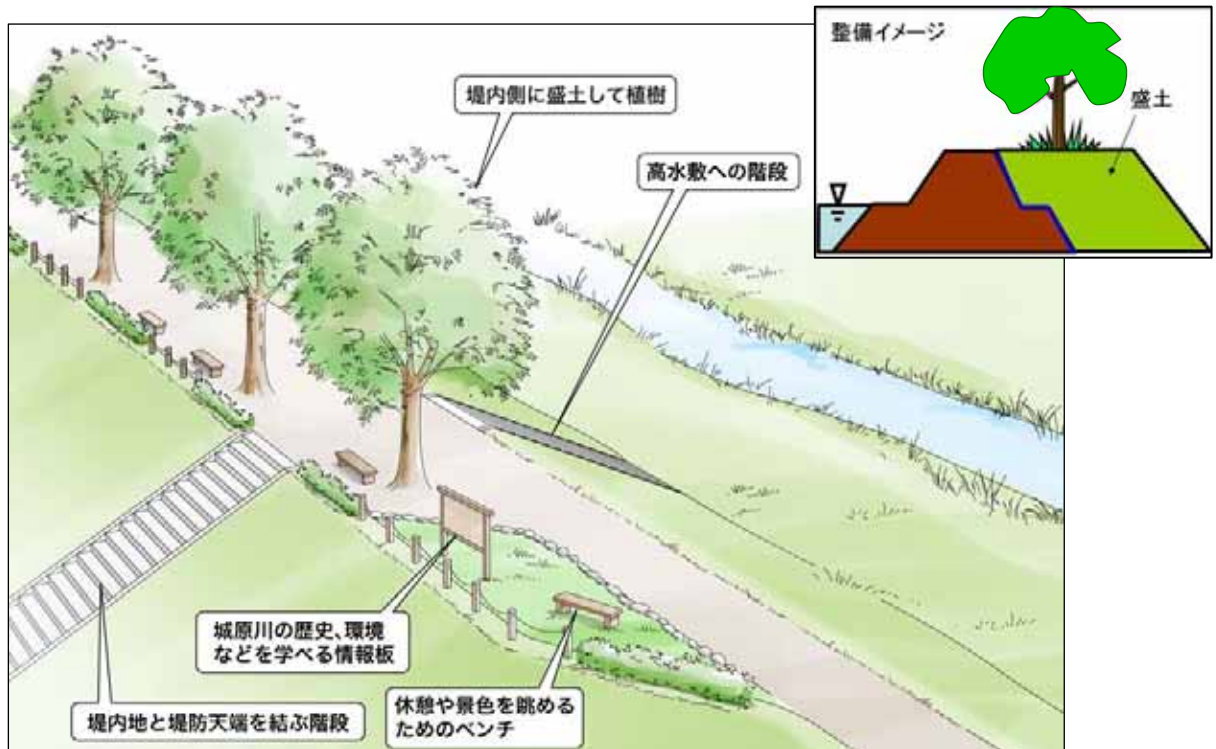 整備イメージ
盛土
堤内側に盛土して植樹
高水敷への階段
城原川の歴史、環境
などを学べる情報板
休憩や景色を眺める
ためのベンチ
堤内地と堤防天端を結ぶ階段